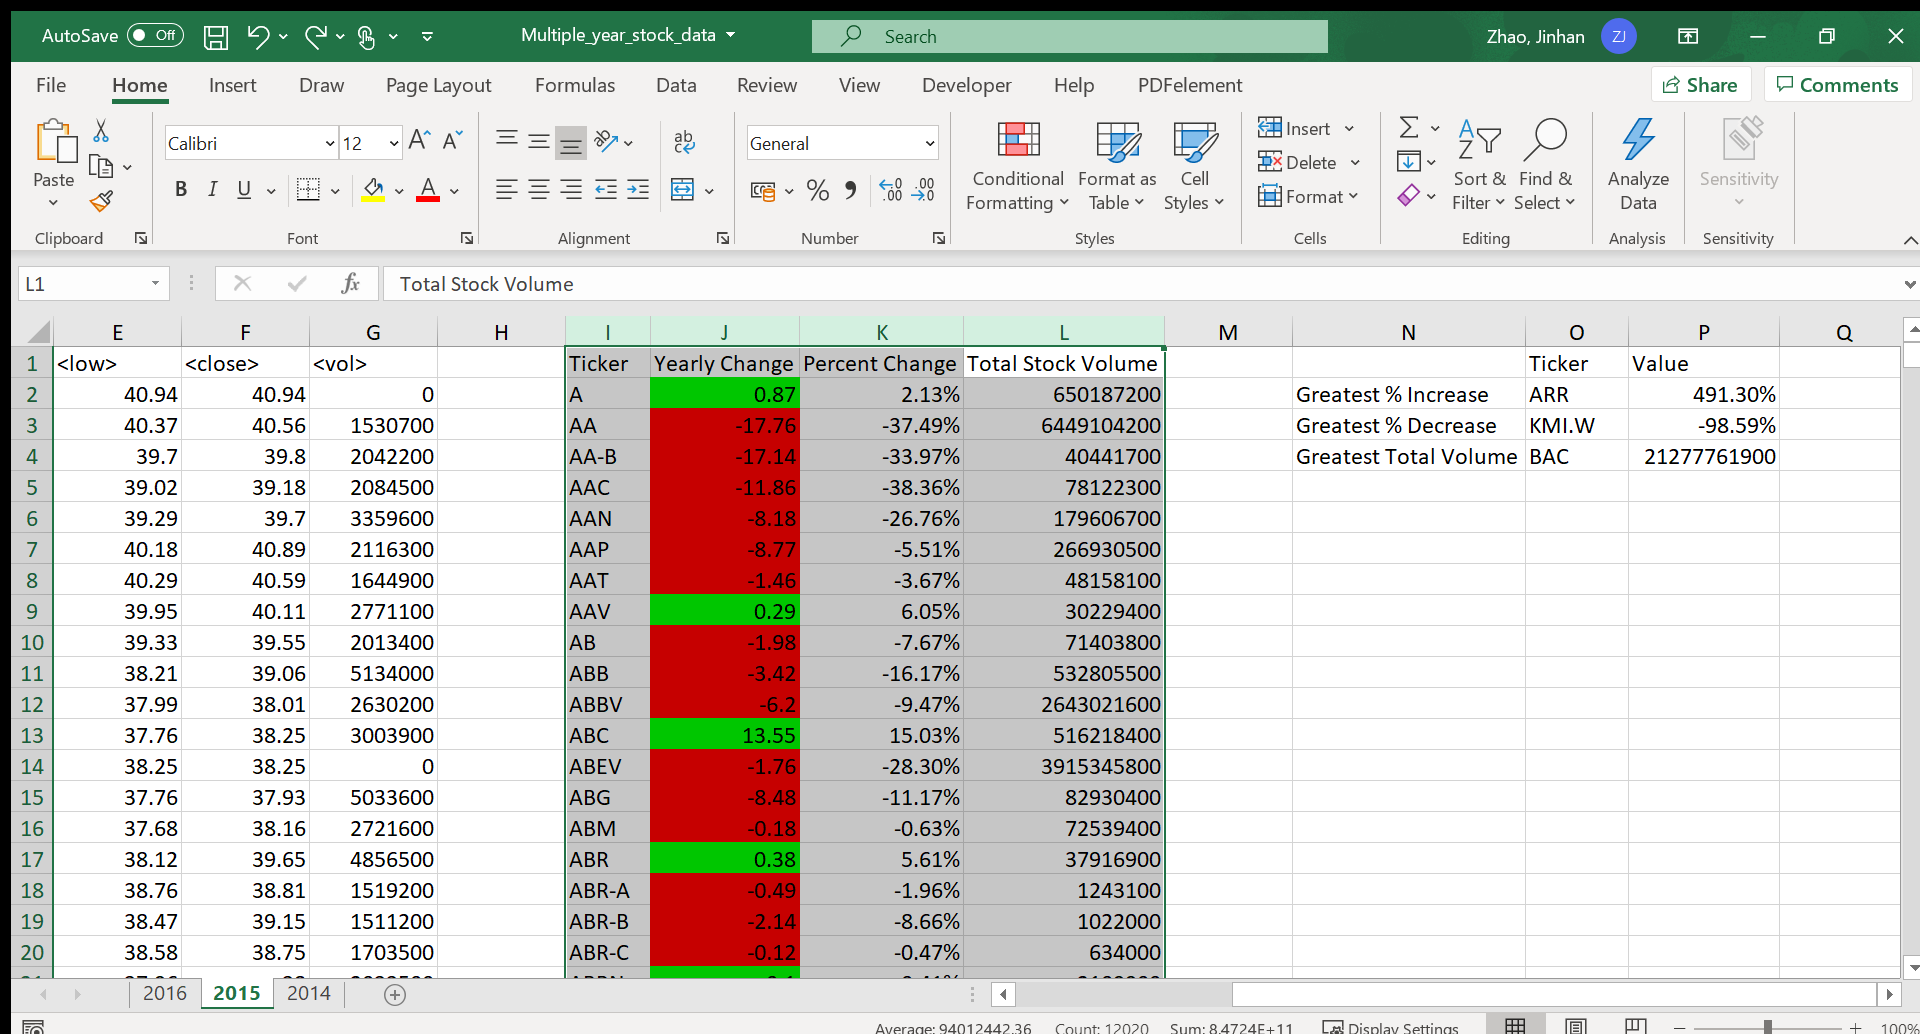 AutoSave Off Multiple_year_stock_data Search Zhao, Jinhan ZJ
File Home Insert Draw Page Layout Formulas Data Review View Developer Help PDFelement Share Comments
Paste Calibri 12 General Conditional Formatting Format as Table Cell Styles Insert Delete Format Sort & Filter Find & Select Analyze Data Sensitivity
Clipboard Font Alignment Number Styles Cells Editing Analysis Sensitivity
L1 fx Total Stock Volume
E F G H I J K L M N O P Q
1 <low> <close> <vol> Ticker Yearly Change Percent Change Total Stock Volume Ticker Value
2 40.94 40.94 0 A 0.87 2.13% 650187200 Greatest % Increase ARR 491.30%
3 40.37 40.56 1530700 AA -17.76 -37.49% 6449104200 Greatest % Decrease KMI.W -98.59%
4 39.7 39.8 2042200 AA-B -17.14 -33.97% 40441700 Greatest Total Volume BAC 21277761900
5 39.02 39.18 2084500 AAC -11.86 -38.36% 78122300
6 39.29 39.7 3359600 AAN -8.18 -26.76% 179606700
7 40.18 40.89 2116300 AAP -8.77 -5.51% 266930500
8 40.29 40.59 1644900 AAT -1.46 -3.67% 48158100
9 39.95 40.11 2771100 AAV 0.29 6.05% 30229400
10 39.33 39.55 2013400 AB -1.98 -7.67% 71403800
11 38.21 39.06 5134000 ABB -3.42 -16.17% 532805500
12 37.99 38.01 2630200 ABBV -6.2 -9.47% 2643021600
13 37.76 38.25 3003900 ABC 13.55 15.03% 516218400
14 38.25 38.25 0 ABEV -1.76 -28.30% 3915345800
15 37.76 37.93 5033600 ABG -8.48 -11.17% 82930400
16 37.68 38.16 2721600 ABM -0.18 -0.63% 72539400
17 38.12 39.65 4856500 ABR 0.38 5.61% 37916900
18 38.76 38.81 1519200 ABR-A -0.49 -1.96% 1243100
19 38.47 39.15 1511200 ABR-B -2.14 -8.66% 1022000
20 38.58 38.75 1703500 ABR-C -0.12 -0.47% 634000
2016 2015 2014
Average: 94012442.36 Count: 12020 Sum: 8.4724E+11 Display Settings 100%